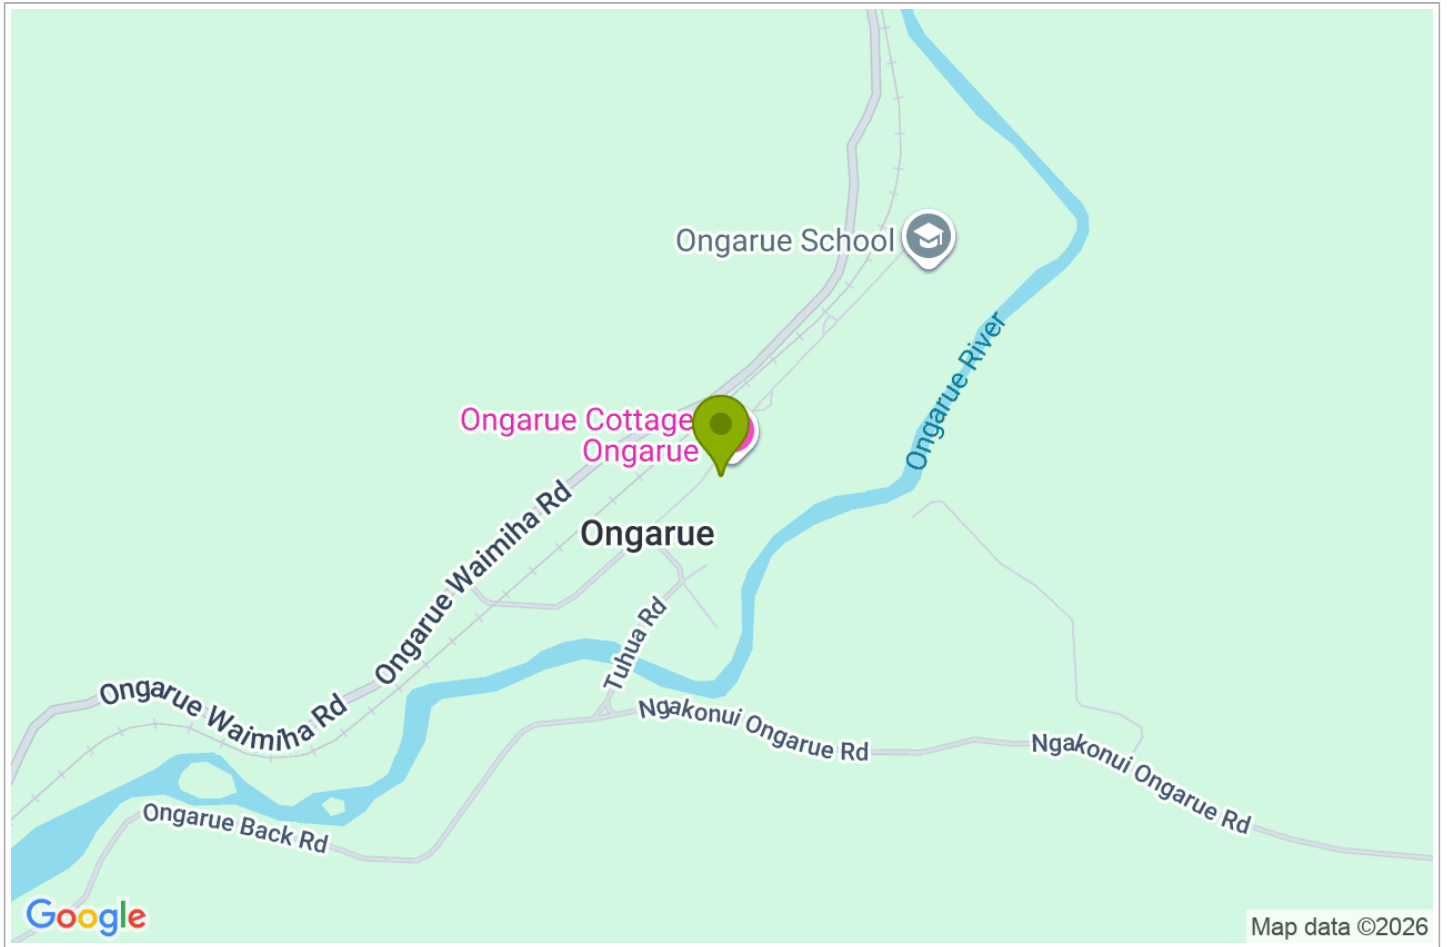 Ongarue School
Ongarue River
Ongarue Cottage
Ongarue
Ongarue Waimiha Rd
Ongarue
Tuhua Rd
Ongarue Waimiha Rd
Ngakonui Ongarue Rd
Ngakonui Ongarue Rd
Ongarue Back Rd
Google
Map data ©2026